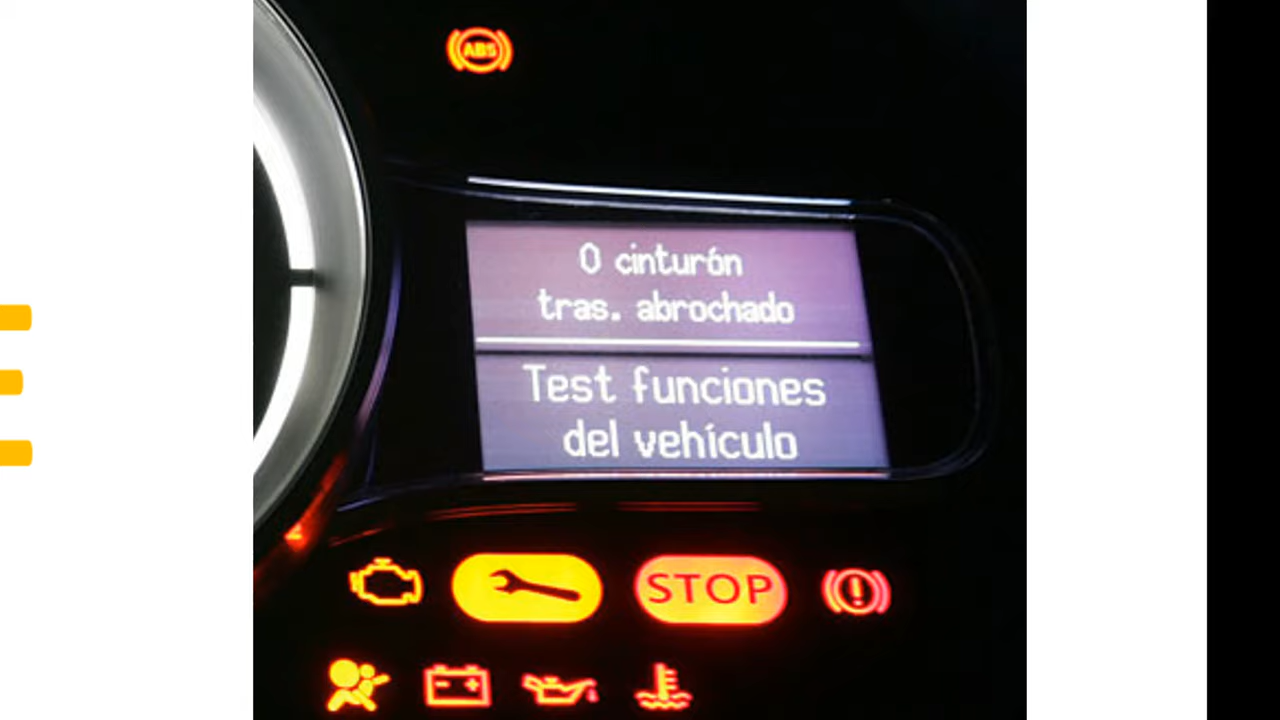 ABS
0 cinturón
tras. abrochado
Test funciones
del vehículo
STOP